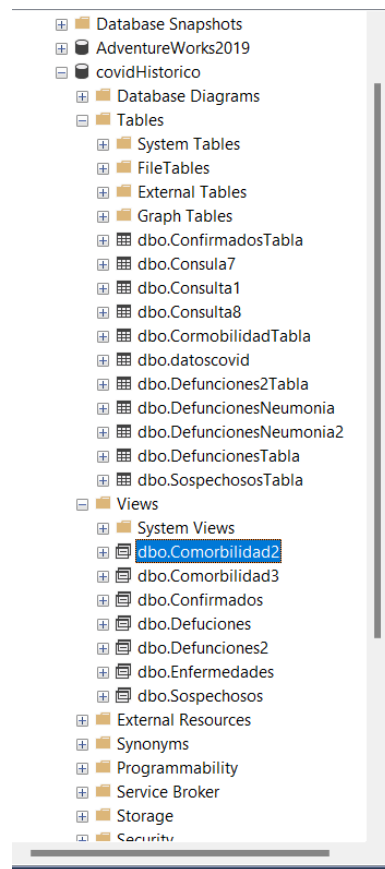 Database Snapshots
AdventureWorks2019
covidHistorico
Database Diagrams
Tables
System Tables
FileTables
External Tables
Graph Tables
dbo.ConfirmadosTabla
dbo.Consula7
dbo.Consulta1
dbo.Consulta8
dbo.CormobilidadTabla
dbo.datoscovid
dbo.Defunciones2Tabla
dbo.DefuncionesNeumonia
dbo.DefuncionesNeumonia2
dbo.DefuncionesTabla
dbo.SospechososTabla
Views
System Views
dbo.Comorbilidad2
dbo.Comorbilidad3
dbo.Confirmados
dbo.Defuciones
dbo.Defunciones2
dbo.Enfermedades
dbo.Sospechosos
External Resources
Synonyms
Programmability
Service Broker
Storage
Security